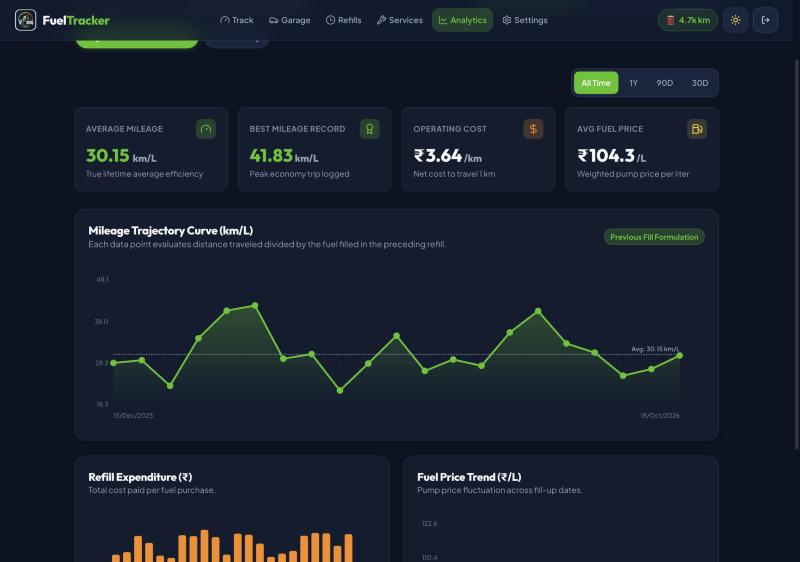 FuelTracker
Track
Garage
Refills
Services
Analytics
Settings
4.7k km
All Time
1Y
90D
30D
AVERAGE MILEAGE
30.15 km/L
True lifetime average efficiency
BEST MILEAGE RECORD
41.83 km/L
Peak economy trip logged
OPERATING COST
₹3.64 /km
Net cost to travel 1 km
AVG FUEL PRICE
₹104.3 /L
Weighted pump price per liter
Mileage Trajectory Curve (km/L)
Each data point evaluates distance traveled divided by the fuel filled in the preceding refill.
Previous Fill Formulation
48.1
38.0
Avg: 30.15 km/L
28.2
18.3
15/Dec/2025
18/Oct/2026
Refill Expenditure (₹)
Total cost paid per fuel purchase.
Fuel Price Trend (₹/L)
Pump price fluctuation across fill-up dates.
122.6
110.4